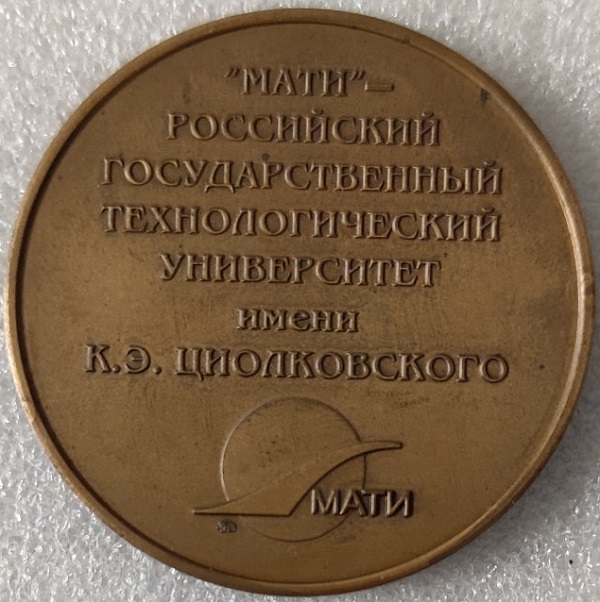 "МАТИ"–
РОССИЙСКИЙ
ГОСУДАРСТВЕННЫЙ
ТЕХНОЛОГИЧЕСКИЙ
УНИВЕРСИТЕТ
имени
К.Э. ЦИОЛКОВСКОГО
МАТИ